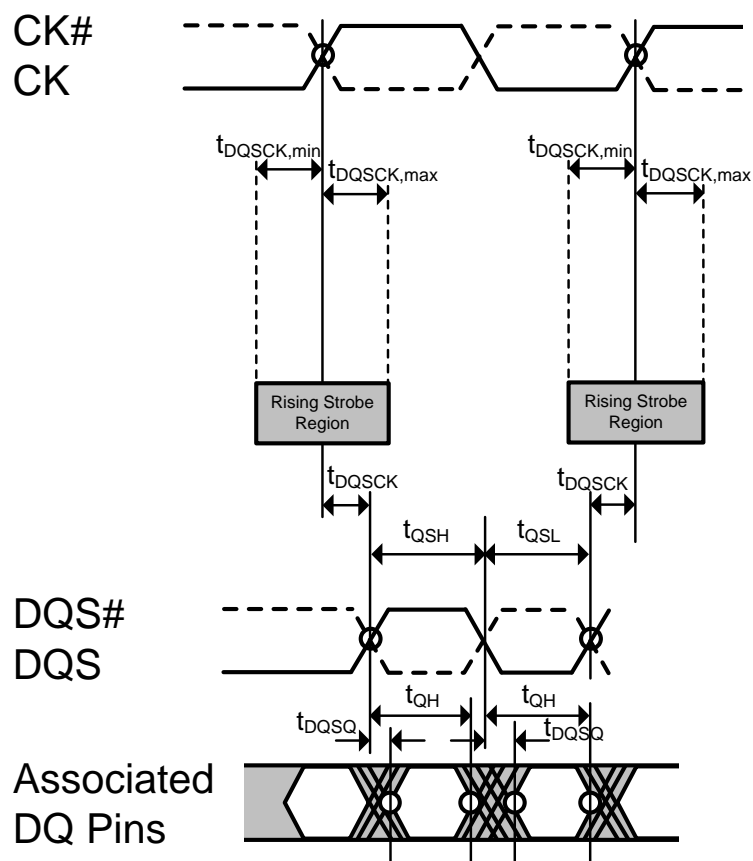 CK#
CK
tDQSCK,min
tDQSCK,max
tDQSCK,min
tDQSCK,max
Rising Strobe
Region
Rising Strobe
Region
tDQSCK
tDQSCK
tQSH
tQSL
DQS#
DQS
tQH
tQH
tDQSQ
tDQSQ
Associated
DQ Pins